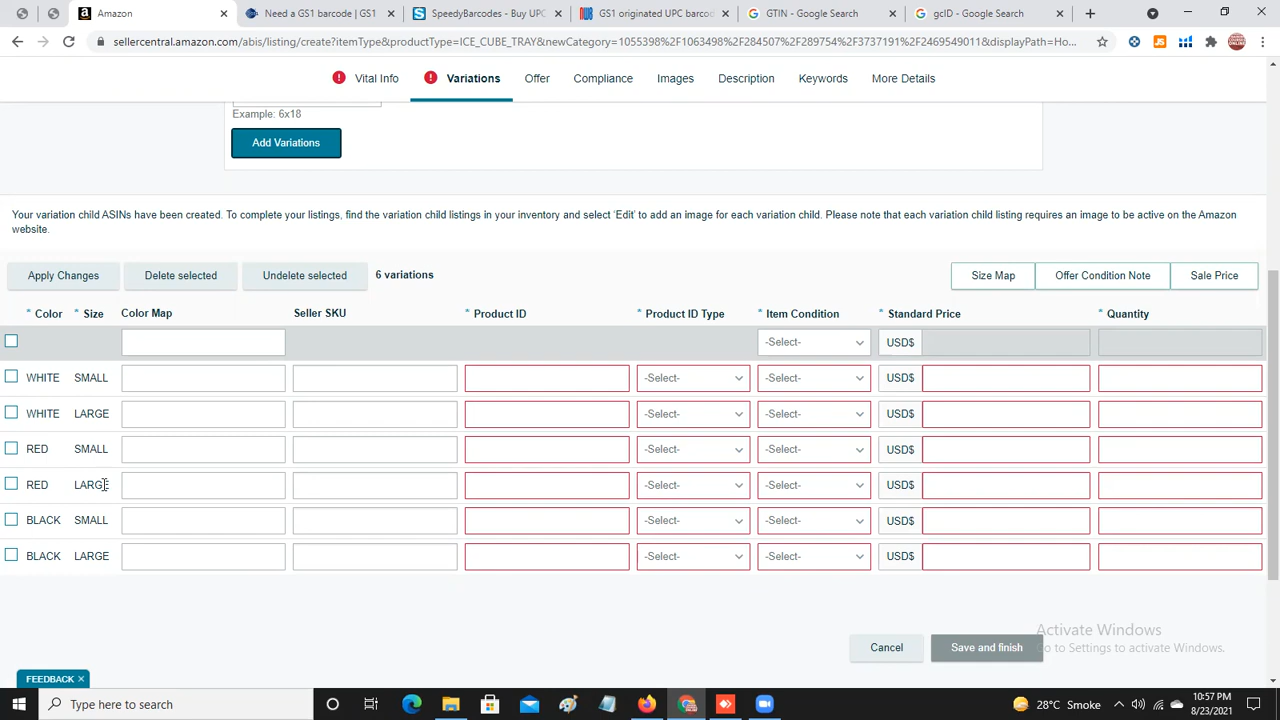 Amazon
Need a GS1 barcode | GS1
SpeedyBarcodes - Buy UPC
GS1 originated UPC barcod
GTIN - Google Search
gcID - Google Search
sellercentral.amazon.com/abis/listing/create?itemType&productType=ICE_CUBE_TRAY&newCategory=1055398%2F1063498%2F284507%2F289754%2F3737191%2F2469549011&displayPath=Ho...
Vital Info
Variations
Offer
Compliance
Images
Description
Keywords
More Details
Example: 6x18
Add Variations
Your variation child ASINs have been created. To complete your listings, find the variation child listings in your inventory and select 'Edit' to add an image for each variation child. Please note that each variation child listing requires an image to be active on the Amazon
website.
Apply Changes
Delete selected
Undelete selected
6 variations
Size Map
Offer Condition Note
Sale Price
* Color * Size Color Map Seller SKU * Product ID * Product ID Type * Item Condition * Standard Price * Quantity
-Select- USD$
WHITE SMALL -Select- -Select- USD$
WHITE LARGE -Select- -Select- USD$
RED SMALL -Select- -Select- USD$
RED LARGE -Select- -Select- USD$
BLACK SMALL -Select- -Select- USD$
BLACK LARGE -Select- -Select- USD$
Activate Windows
Go to Settings to activate Windows.
Cancel
Save and finish
FEEDBACK
Type here to search
28°C Smoke
10:57 PM
8/23/2021